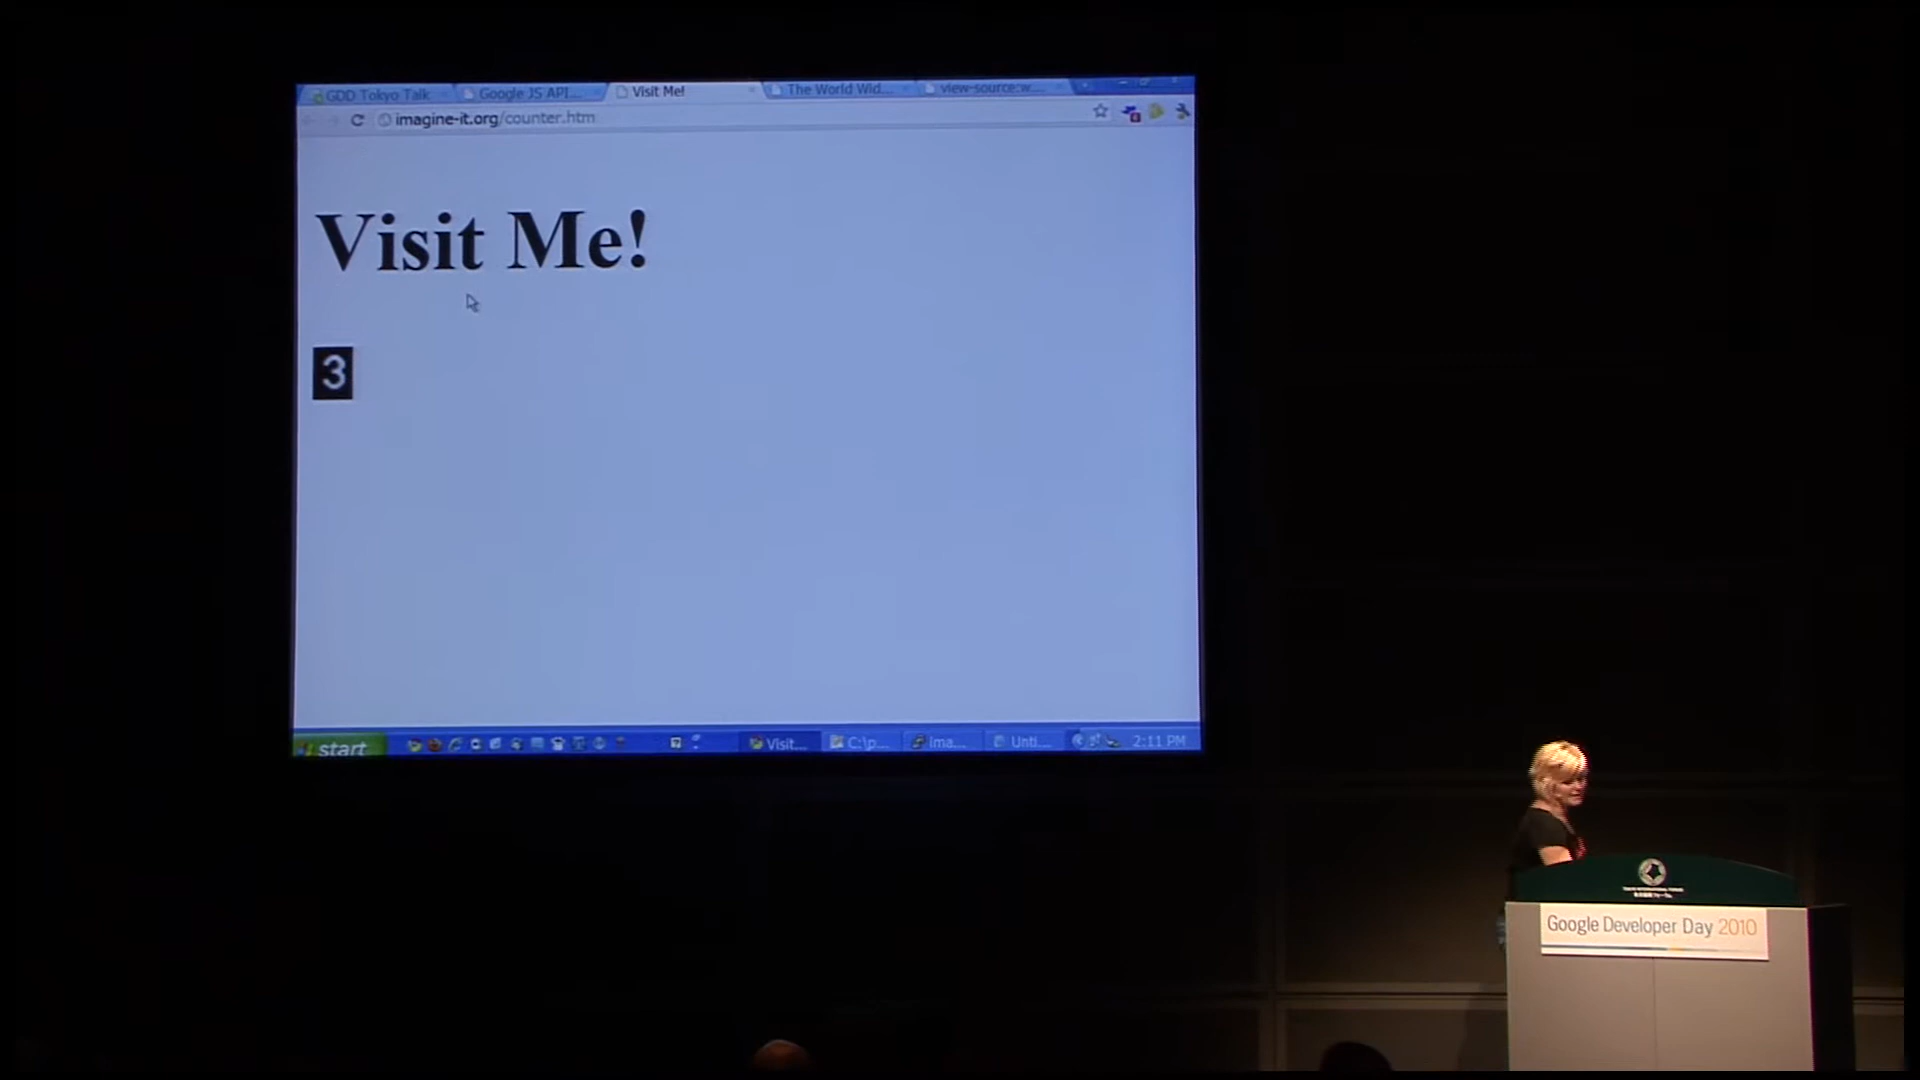 GDD Tokyo Talk
Google JS API...
Visit Me!
The World Wid...
view-source:w...
imagine-it.org/counter.htm
Visit Me!
3
start
Visit...
C:\p...
ima...
Unti...
2:11 PM
Google Developer Day 2010